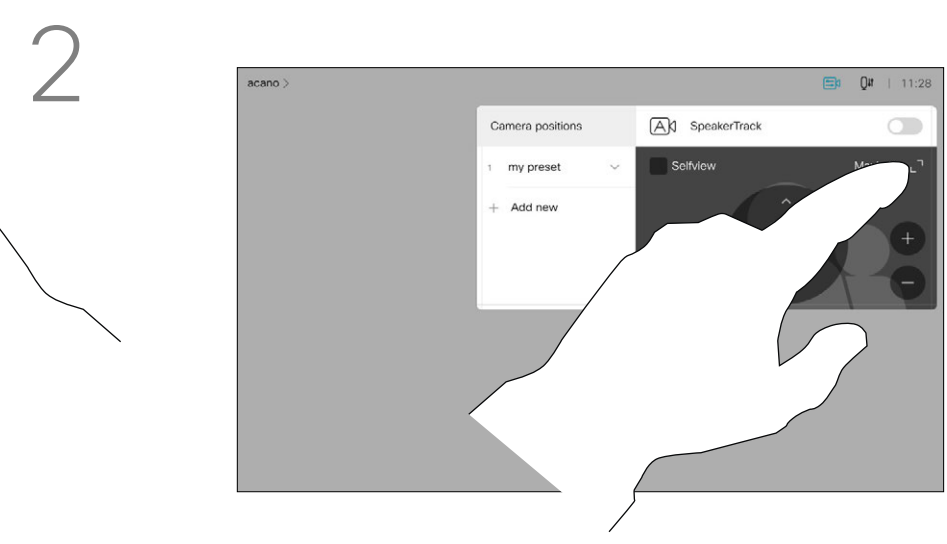 2
acano >
11:28
Camera positions
SpeakerTrack
1 my preset
Selfview
+ Add new